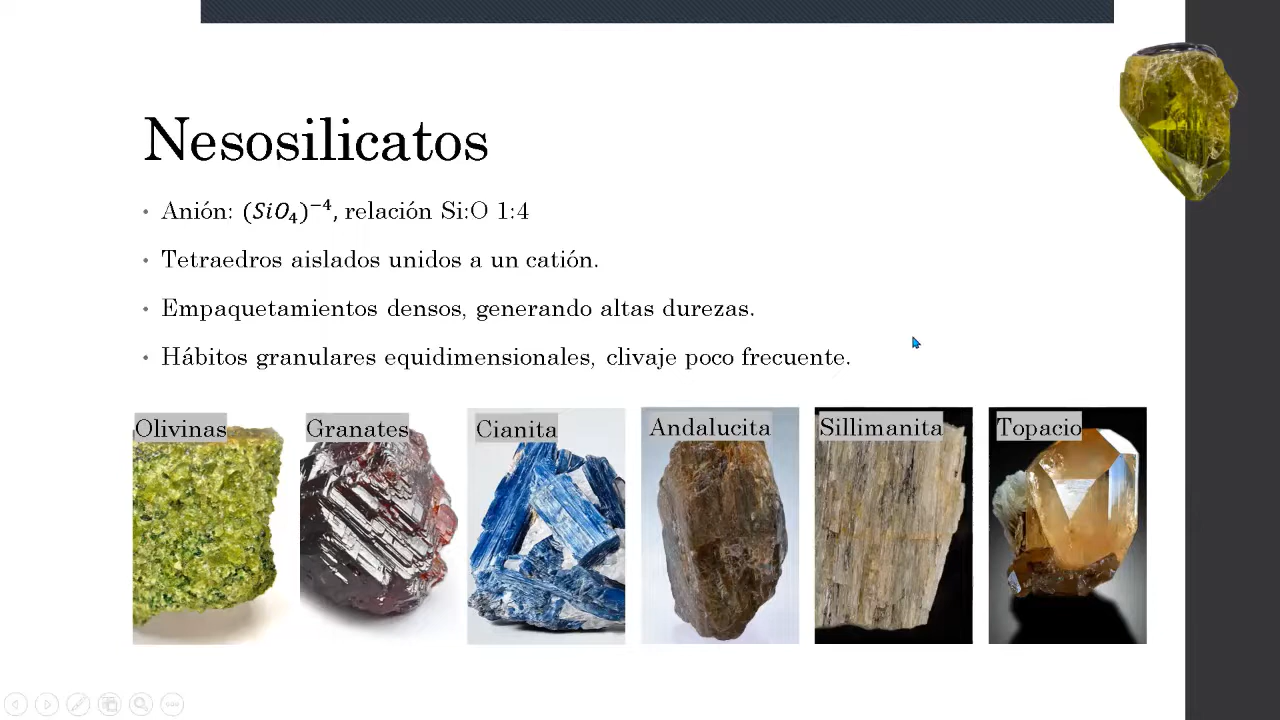 Nesosilicatos
• Anión: (SiO₄)⁻⁴, relación Si:O 1:4
• Tetraedros aislados unidos a un catión.
• Empaquetamientos densos, generando altas durezas.
• Hábitos granulares equidimensionales, clivaje poco frecuente.
Olivinas Granates Cianita Andalucita Sillimanita Topacio